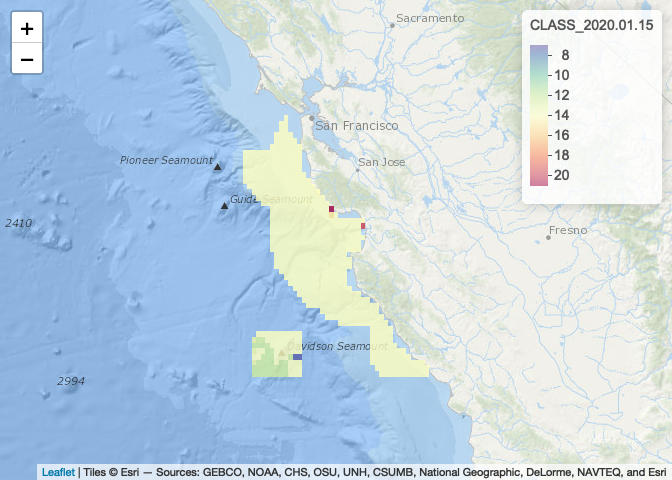 +
−
Sacramento
San Francisco
San Jose
Fresno
Pioneer Seamount
Guide Seamount
2410
Davidson Seamount
2994
CLASS_2020.01.15
8
10
12
14
16
18
20
Leaflet | Tiles © Esri — Sources: GEBCO, NOAA, CHS, OSU, UNH, CSUMB, National Geographic, DeLorme, NAVTEQ, and Esri